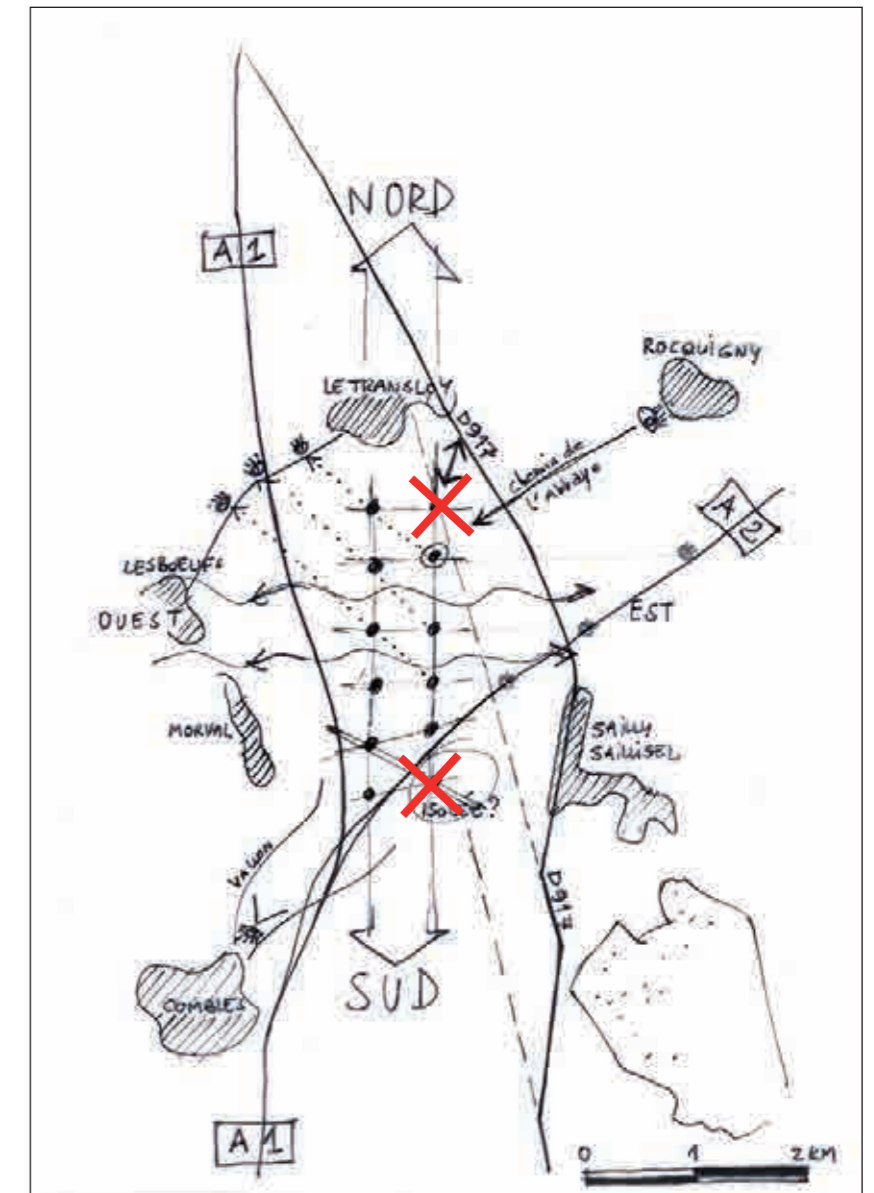 NORD
A1
ROCQUIGNY
LE TRANSLOY
D917
chemin de
l'Abbaye
A2
LESBOEUFS
OUEST
EST
MORVAL
SAILLY
SAILLISEL
ISOLÉE?
VALLON
D917
SUD
COMBLES
A1
0 1 2 KM